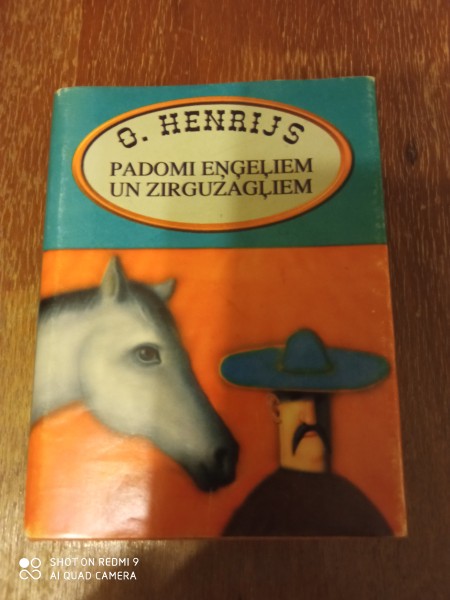 O. HENRIJS
PADOMI EŅĢEĻIEM
UN ZIRGUZAGĻIEM
SHOT ON REDMI 9
AI QUAD CAMERA